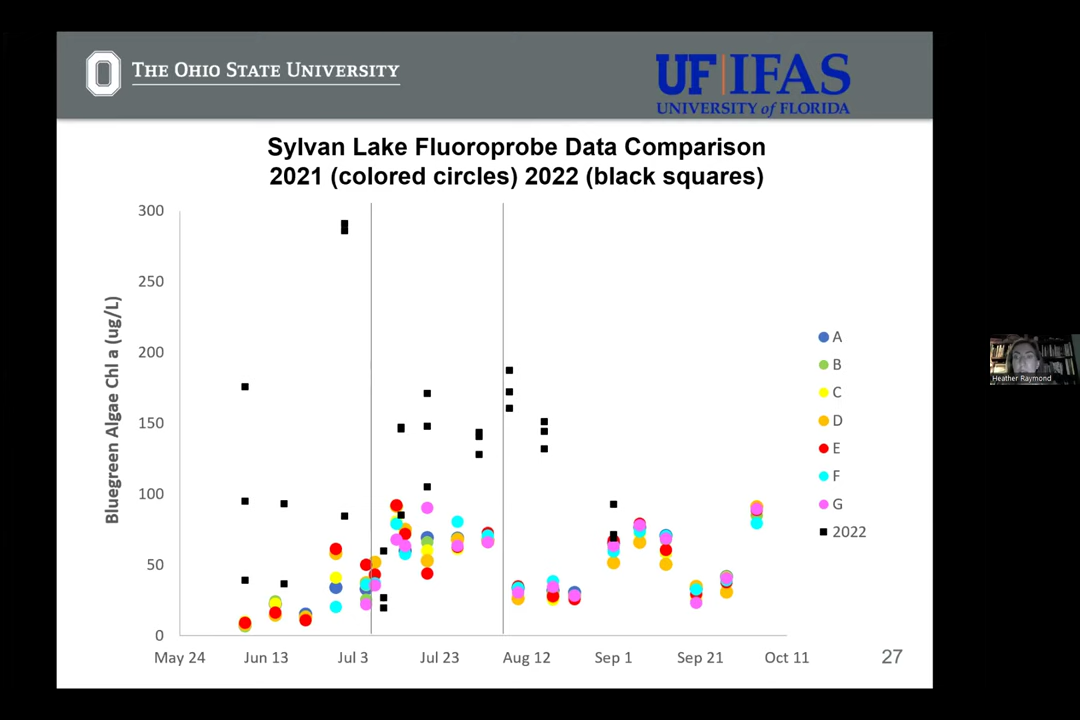 THE OHIO STATE UNIVERSITY
UF|IFAS
UNIVERSITY of FLORIDA
Sylvan Lake Fluoroprobe Data Comparison
2021 (colored circles) 2022 (black squares)
Bluegreen Algae Chl a (ug/L)
300
250
200
150
100
50
0
May 24
Jun 13
Jul 3
Jul 23
Aug 12
Sep 1
Sep 21
Oct 11
A
B
C
D
E
F
G
2022
27
Heather Raymond